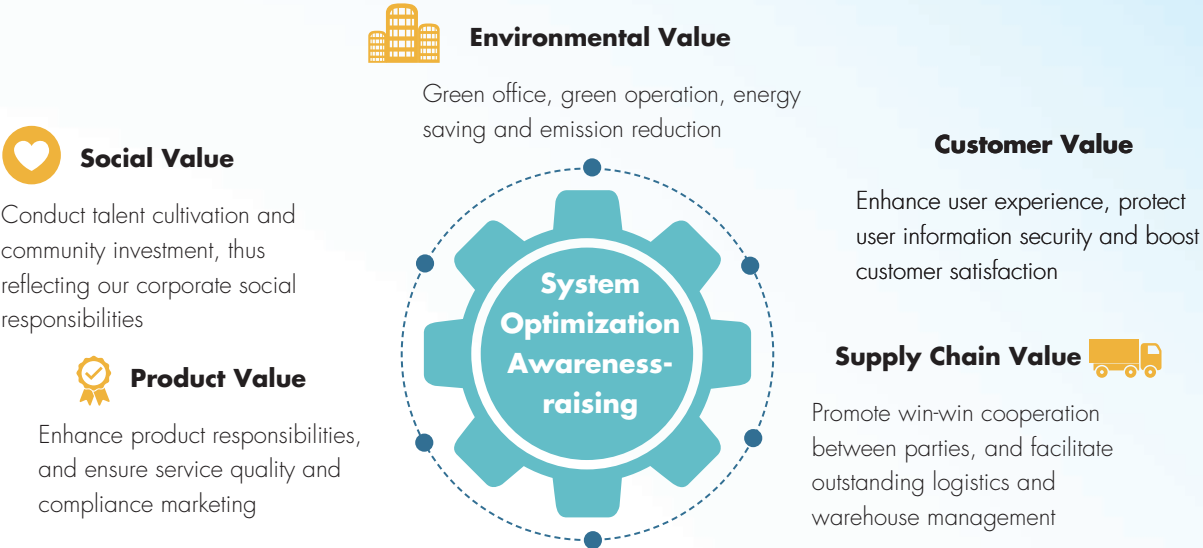 Environmental Value
Green office, green operation, energy
saving and emission reduction
Social Value
Conduct talent cultivation and
community investment, thus
reflecting our corporate social
responsibilities
Product Value
Enhance product responsibilities,
and ensure service quality and
compliance marketing
System
Optimization
Awareness-
raising
Customer Value
Enhance user experience, protect
user information security and boost
customer satisfaction
Supply Chain Value
Promote win-win cooperation
between parties, and facilitate
outstanding logistics and
warehouse management